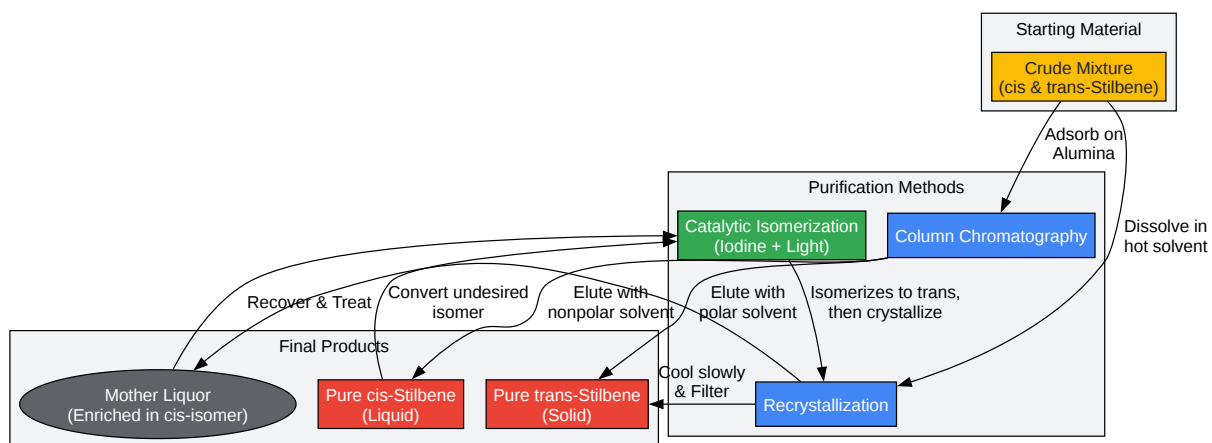 Starting Material
Crude Mixture
(cis & trans-Stilbene)
Adsorb on
Alumina
Dissolve in
hot solvent
Purification Methods
Catalytic Isomerization
(Iodine + Light)
Column Chromatography
Recover & Treat
Convert undesired
isomer
Elute with
nonpolar solvent
Elute with
polar solvent
Isomerizes to trans,
then crystallize
Final Products
Mother Liquor
(Enriched in cis-isomer)
Pure cis-Stilbene
(Liquid)
Pure trans-Stilbene
(Solid)
Cool slowly
& Filter
Recrystallization